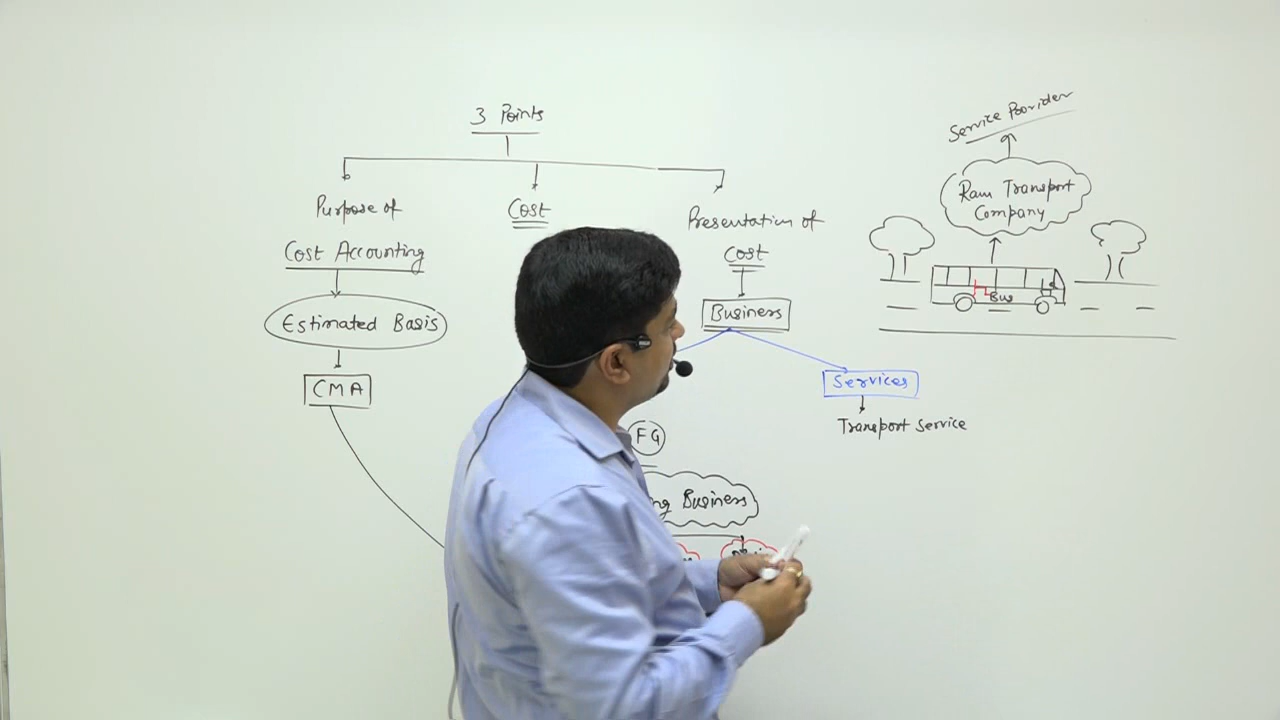 3 Points
Purpose of
Cost Accounting
Estimated Basis
CMA
Cost
Presentation of
Cost
Business
Services
Transport Service
FG
Business
Service Provider
Ram Transport
Company
Bus